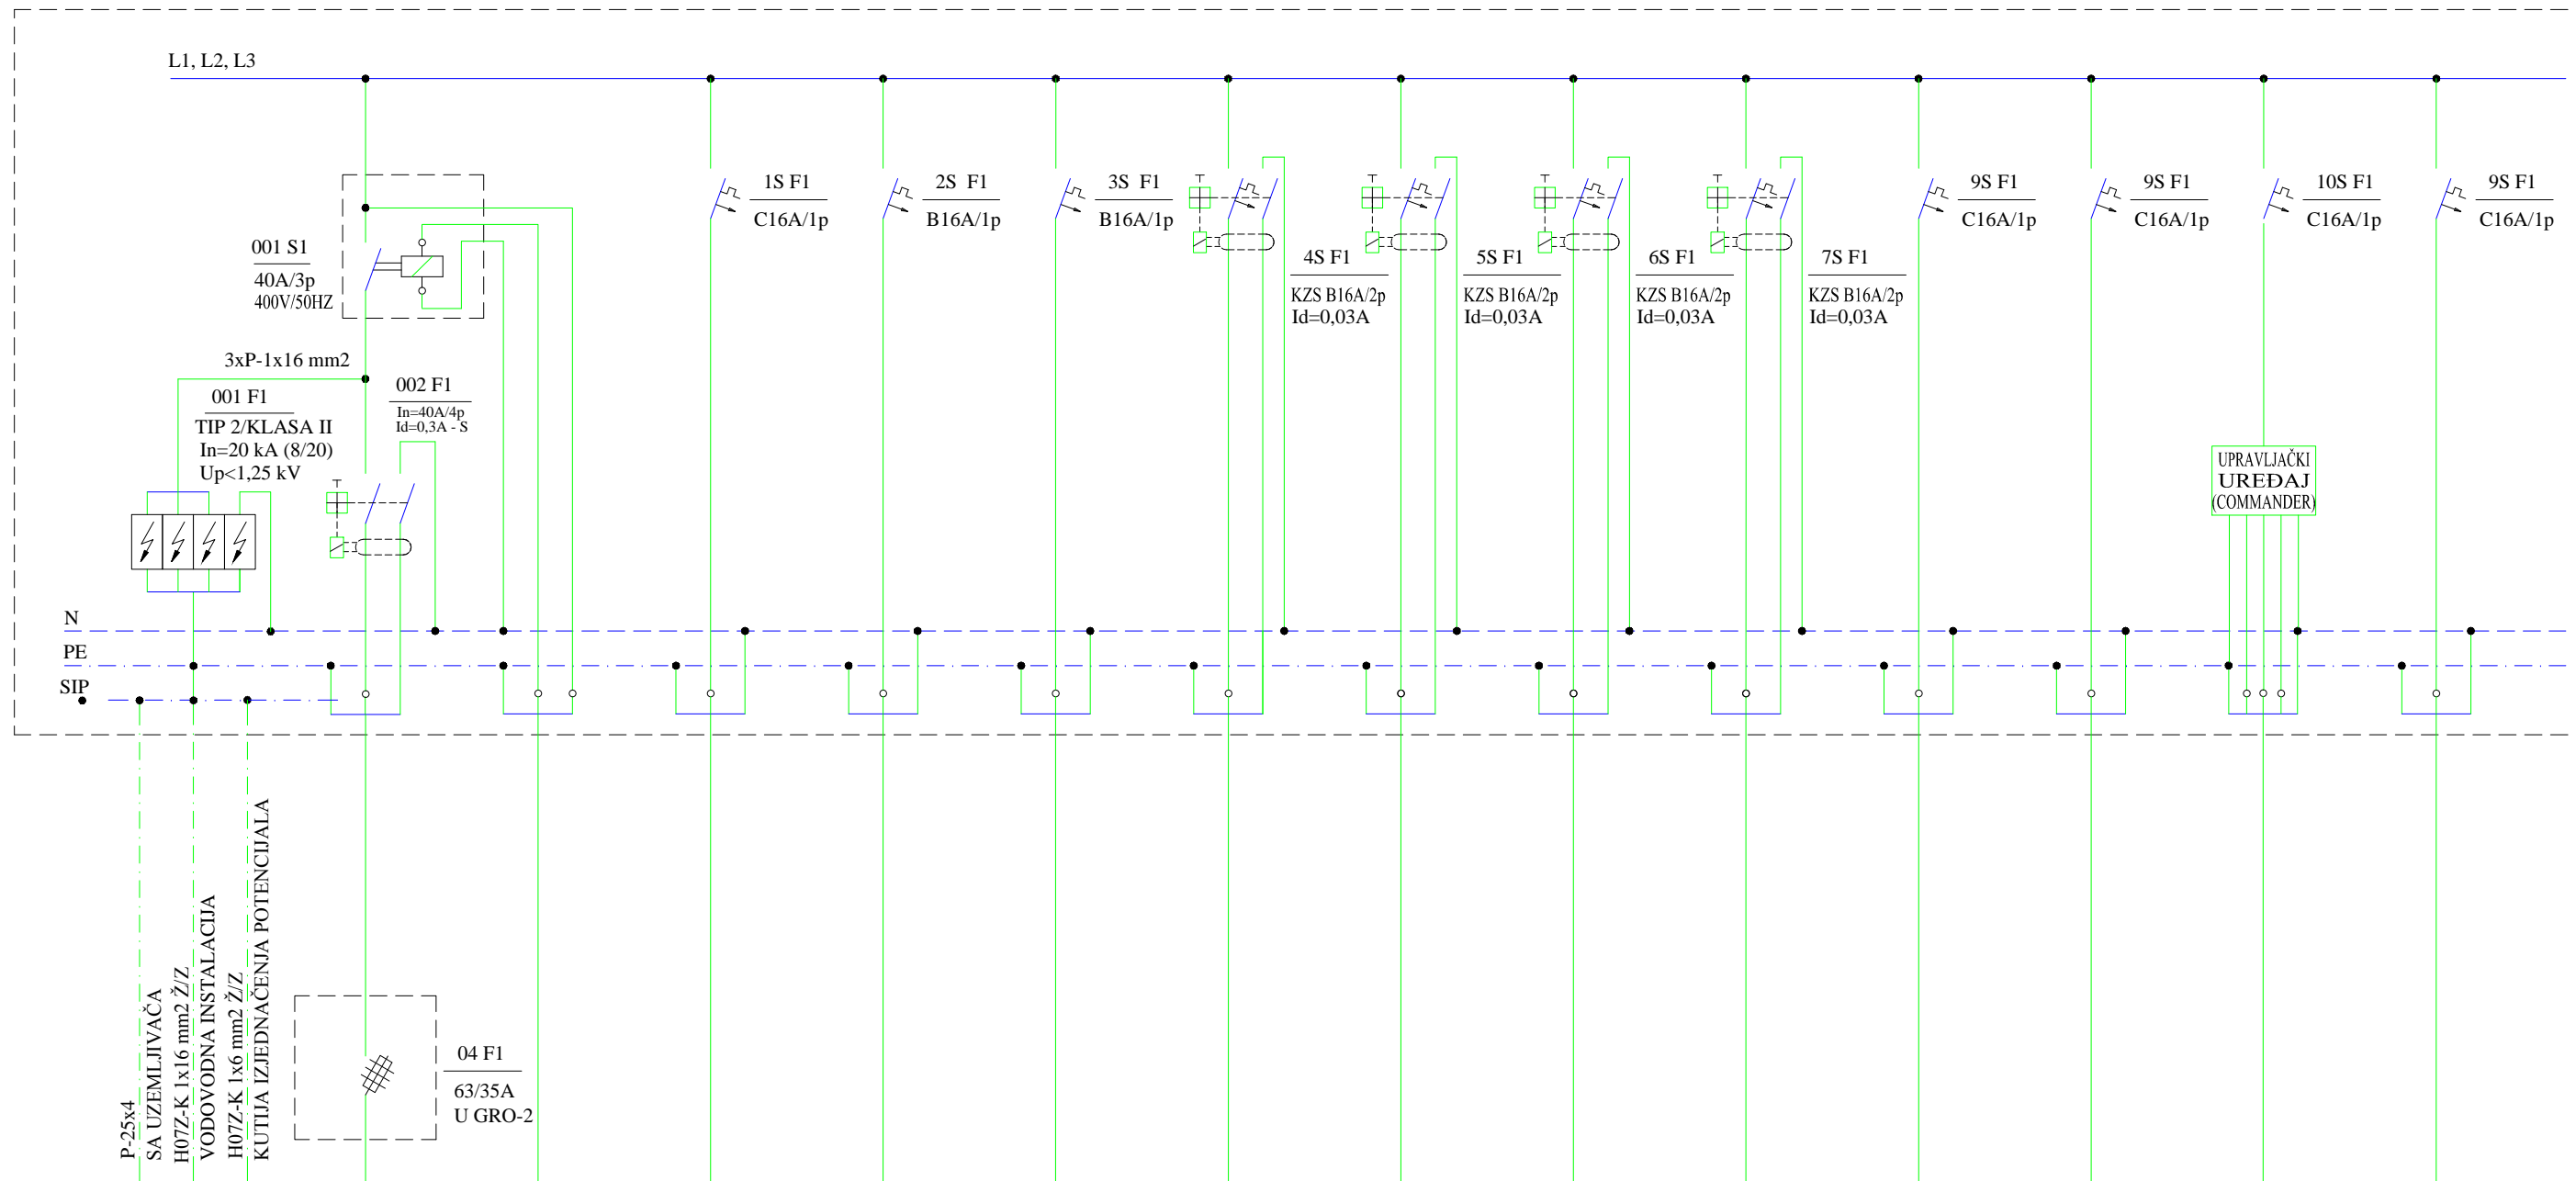 L1, L2, L3
001 S1
40A/3p
400V/50HZ
1S F1
C16A/1p
2S F1
B16A/1p
3S F1
B16A/1p
4S F1
KZS B16A/2p
Id=0,03A
5S F1
KZS B16A/2p
Id=0,03A
6S F1
KZS B16A/2p
Id=0,03A
7S F1
KZS B16A/2p
Id=0,03A
9S F1
C16A/1p
9S F1
C16A/1p
10S F1
C16A/1p
9S F1
C16A/1p
3xP-1x16 mm2
001 F1
TIP 2/KLASA II
In=20 kA (8/20)
Up<1,25 kV
002 F1
In=40A/4p
Id=0,3A - S
UPRAVLJAČKI
UREĐAJ
(COMMANDER)
N
PE
SIP
P-25x4
SA UZEMLJIVAČA
H07Z-K 1x16 mm2 Ž/Z
VODOVODNA INSTALACIJA
H07Z-K 1x6 mm2 Ž/Z
KUTIJA IZJEDNAČENJA POTENCIJALA
04 F1
63/35A
U GRO-2